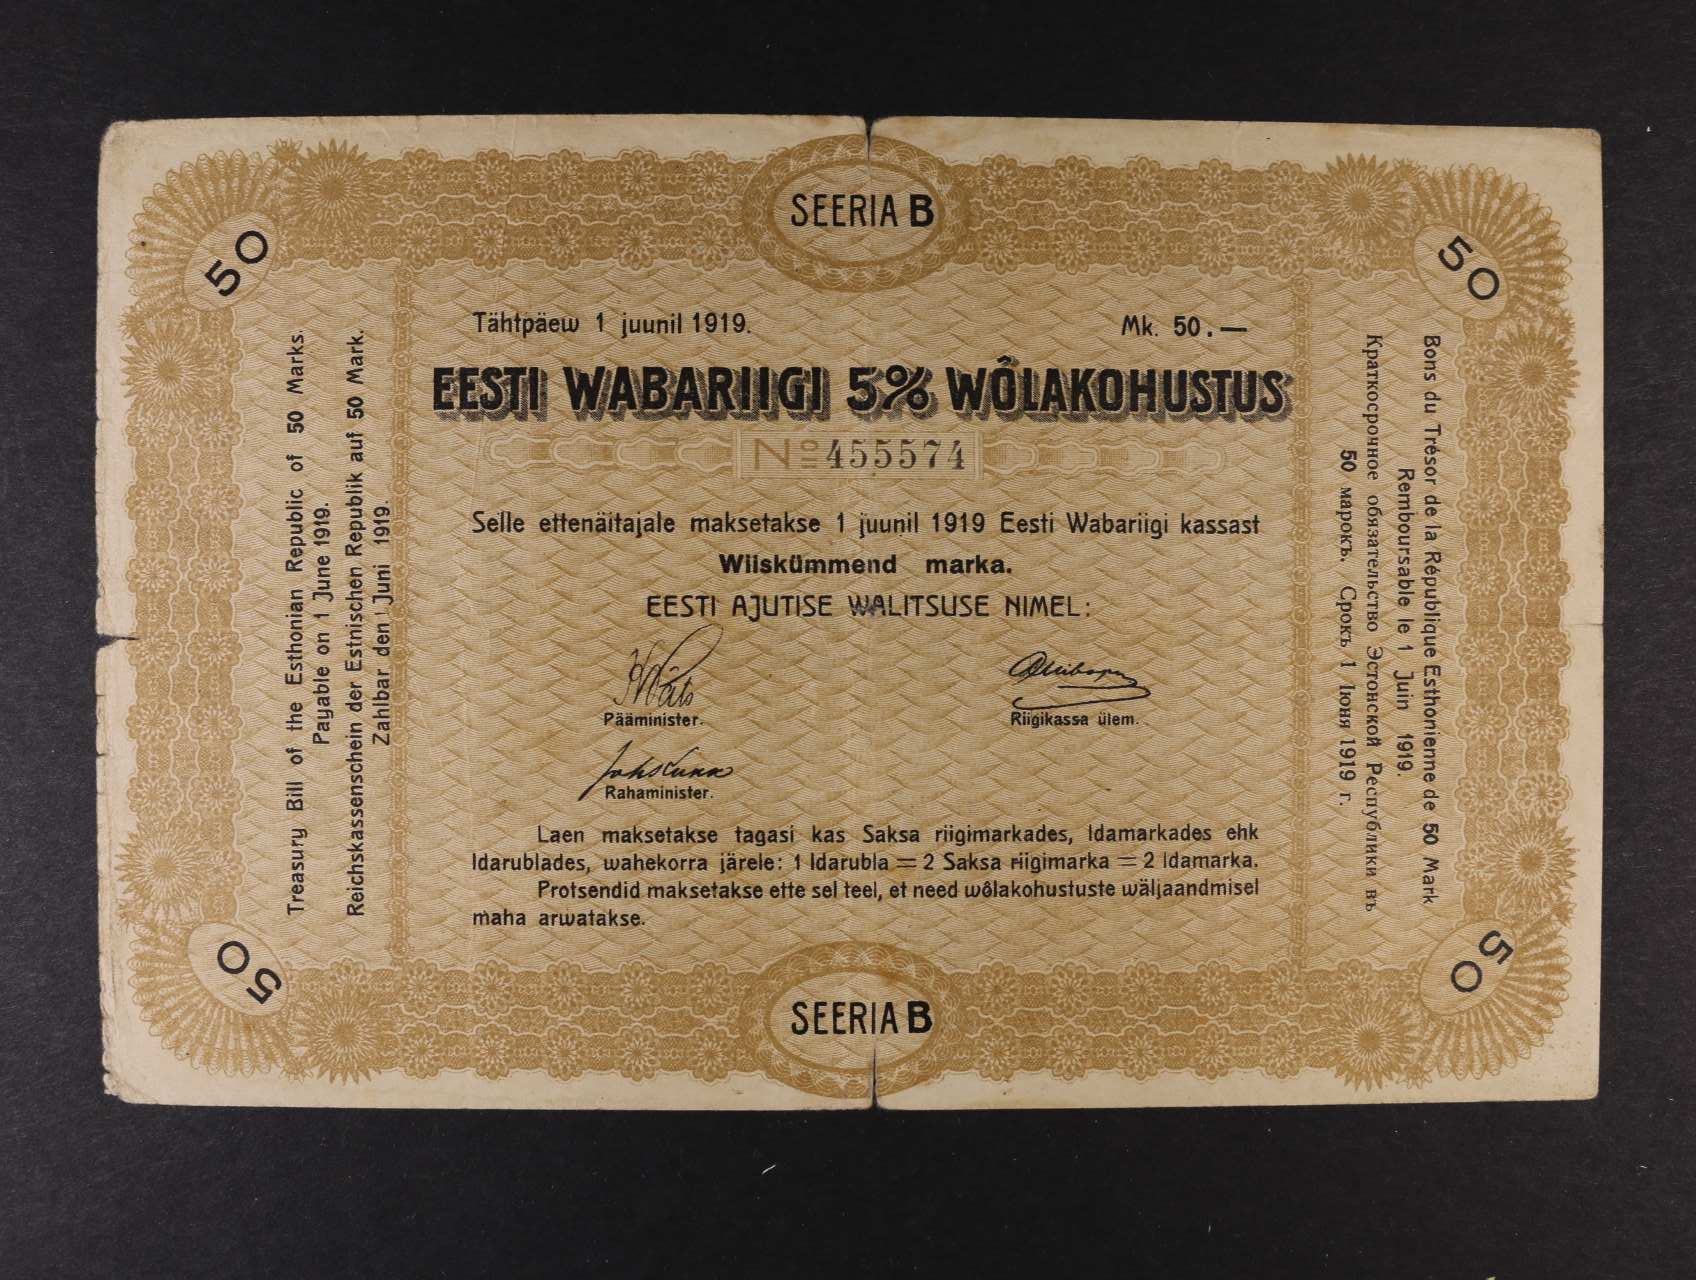 SEERIA B
50
50
Tähtpäew 1 juunil 1919.
Mk. 50.—
EESTI WABARIIGI 5% WÕLAKOHUSTUS
No 455574
Selle ettenäitajale maksetakse 1 juunil 1919 Eesti Wabariigi kassast
Wiiskümmend marka.
EESTI AJUTISE WALITSUSE NIMEL:
Pääminister.
Riigikassa ülem.
Rahaminister.
Laen maksetakse tagasi kas Saksa riigimarkades, Idamarkades ehk
Idarublades, wahekorra järele: 1 Idarubla = 2 Saksa riigimarka = 2 Idamarka.
Protsendid maksetakse ette sel teel, et need wõlakohustuste wäljaandmisel
maha arwatakse.
Treasury Bill of the Esthonian Republic of 50 Marks.
Payable on 1 June 1919.
Reichskassenschein der Estnischen Republik auf 50 Mark.
Zahlbar den 1 Juni 1919.
Bons du Trésor de la République Esthonienne de 50 Mark
Remboursable le 1 Juin 1919.
Краткосрочное обязательство Эстонской Республики въ
50 марокъ. Срокъ 1 Іюня 1919 г.
50
50
SEERIA B